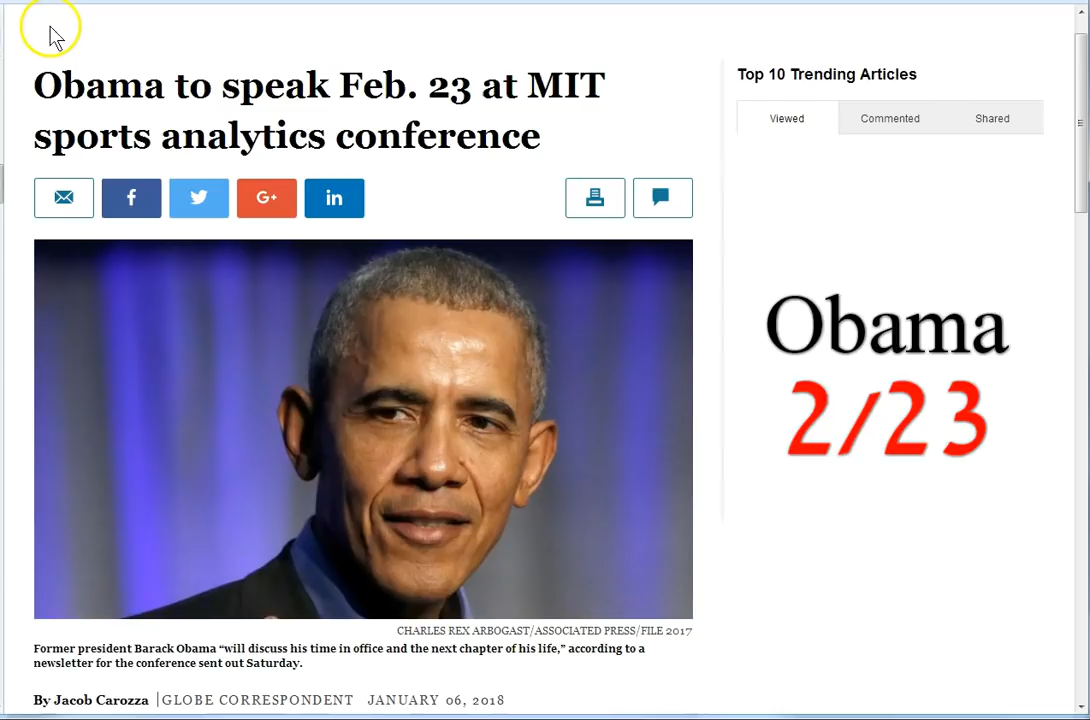 Obama to speak Feb. 23 at MIT
sports analytics conference
f
G+
in
CHARLES REX ARBOGAST/ASSOCIATED PRESS/FILE 2017
Former president Barack Obama “will discuss his time in office and the next chapter of his life,” according to a
newsletter for the conference sent out Saturday.
By Jacob Carozza | GLOBE CORRESPONDENT JANUARY 06, 2018
Top 10 Trending Articles
Viewed Commented Shared
Obama
2/23